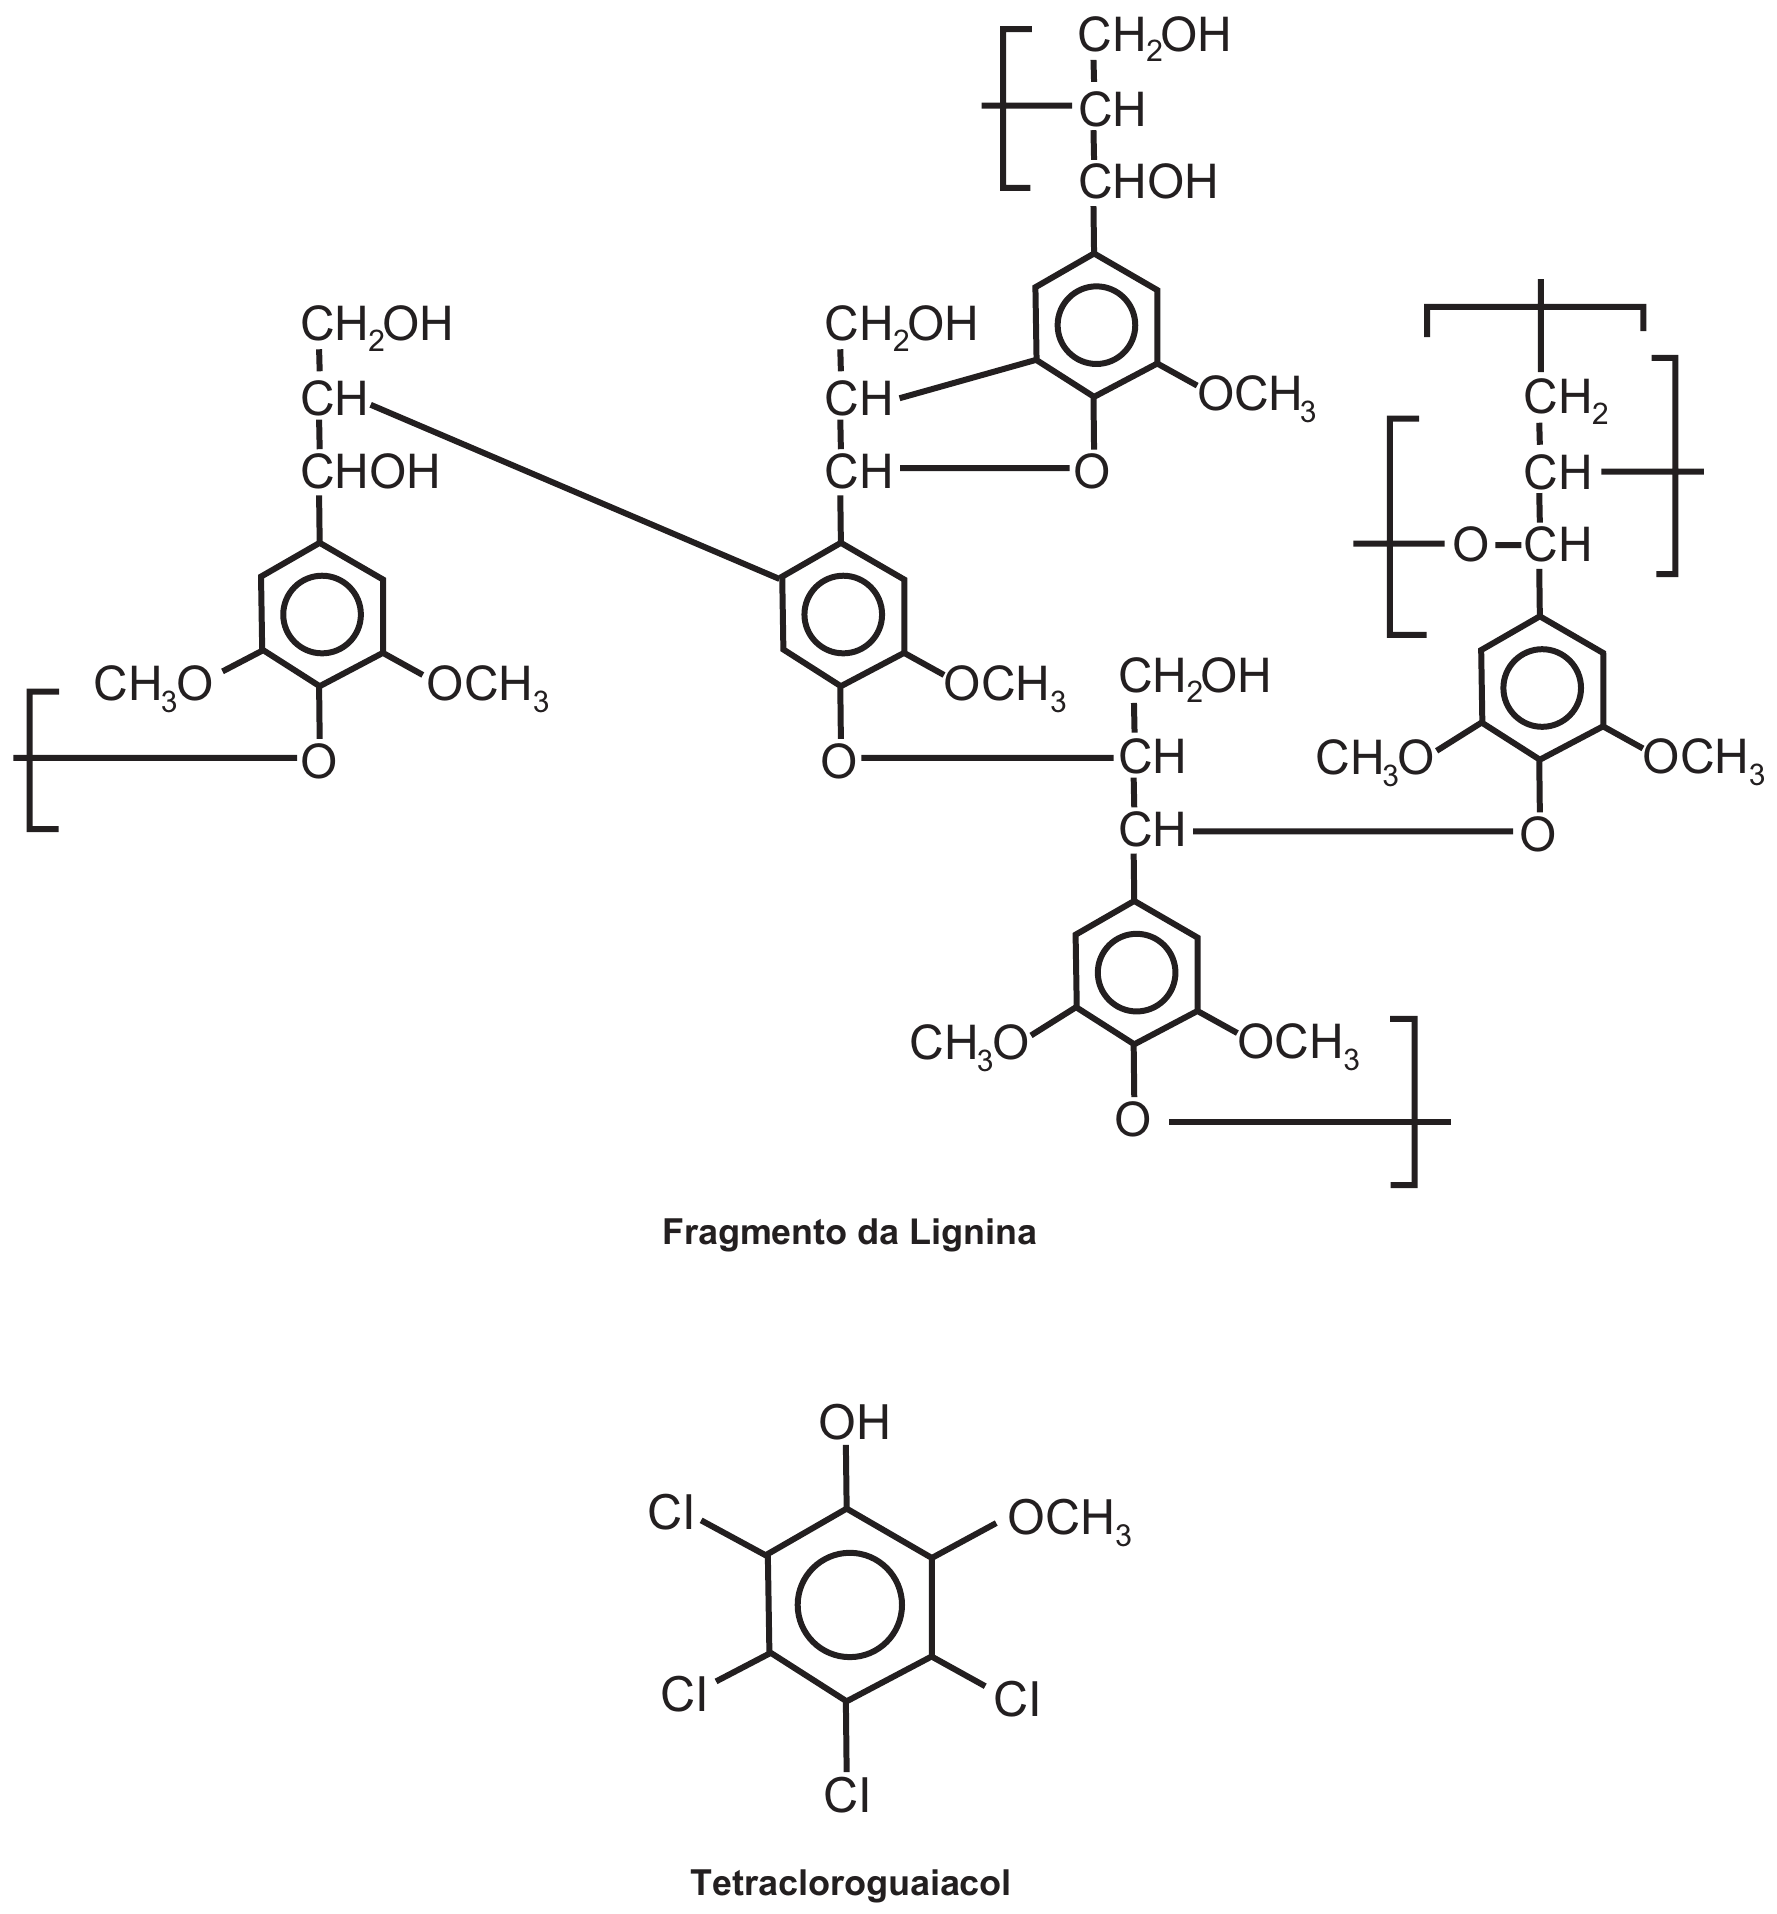 CH2OH
CH
CHOH
CH2OH CH2OH OCH3
CH CH CH2
CHOH CH O CH
O CH
CH3O OCH3 OCH3 CH2OH
O O CH CH3O OCH3
CH O
CH3O OCH3
O
Fragmento da Lignina
OH
Cl OCH3
Cl Cl
Cl
Tetracloroguaiacol